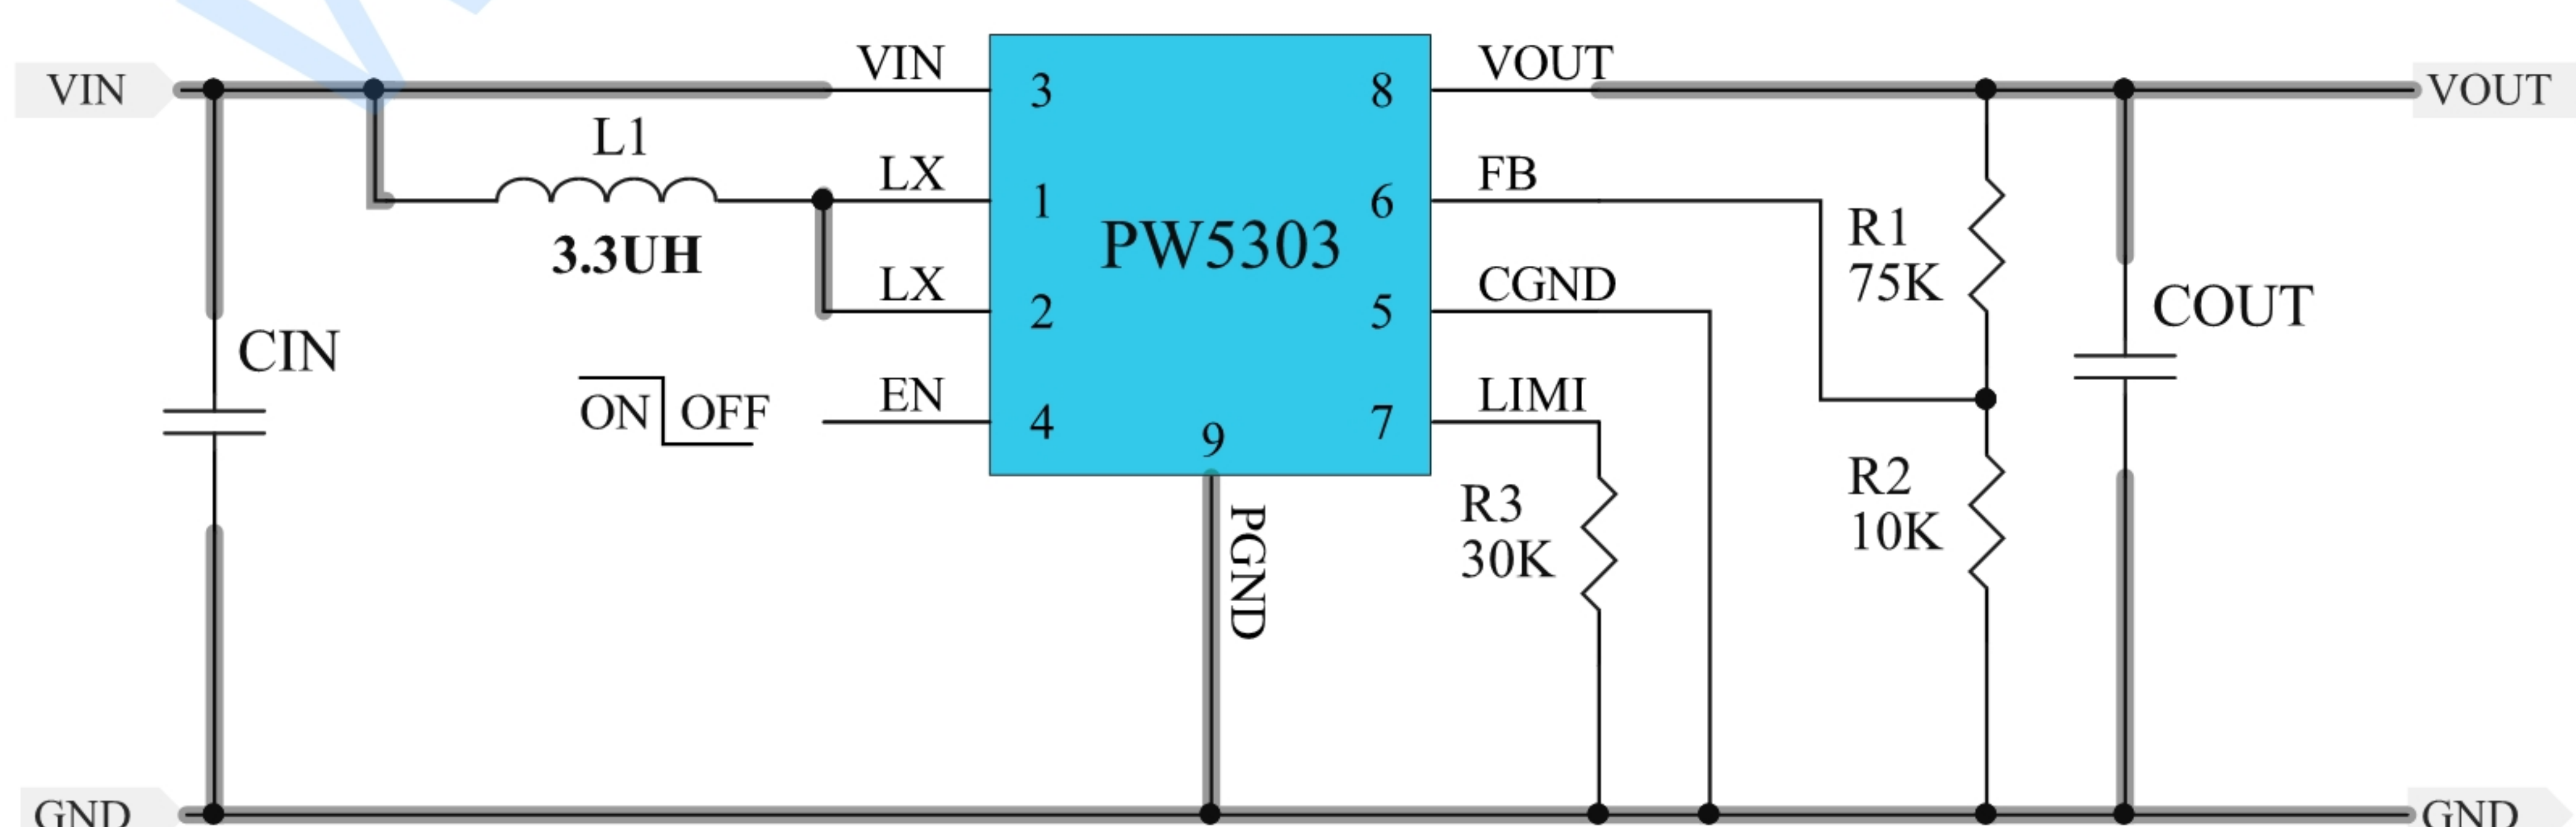 VIN
VIN
3
8
VOUT
VOUT
L1
3.3UH
LX
1
6
FB
PW5303
R1
75K
LX
2
5
CGND
COUT
CIN
ON
OFF
EN
4
9
7
LIMI
PGND
R3
30K
R2
10K
GND
GND